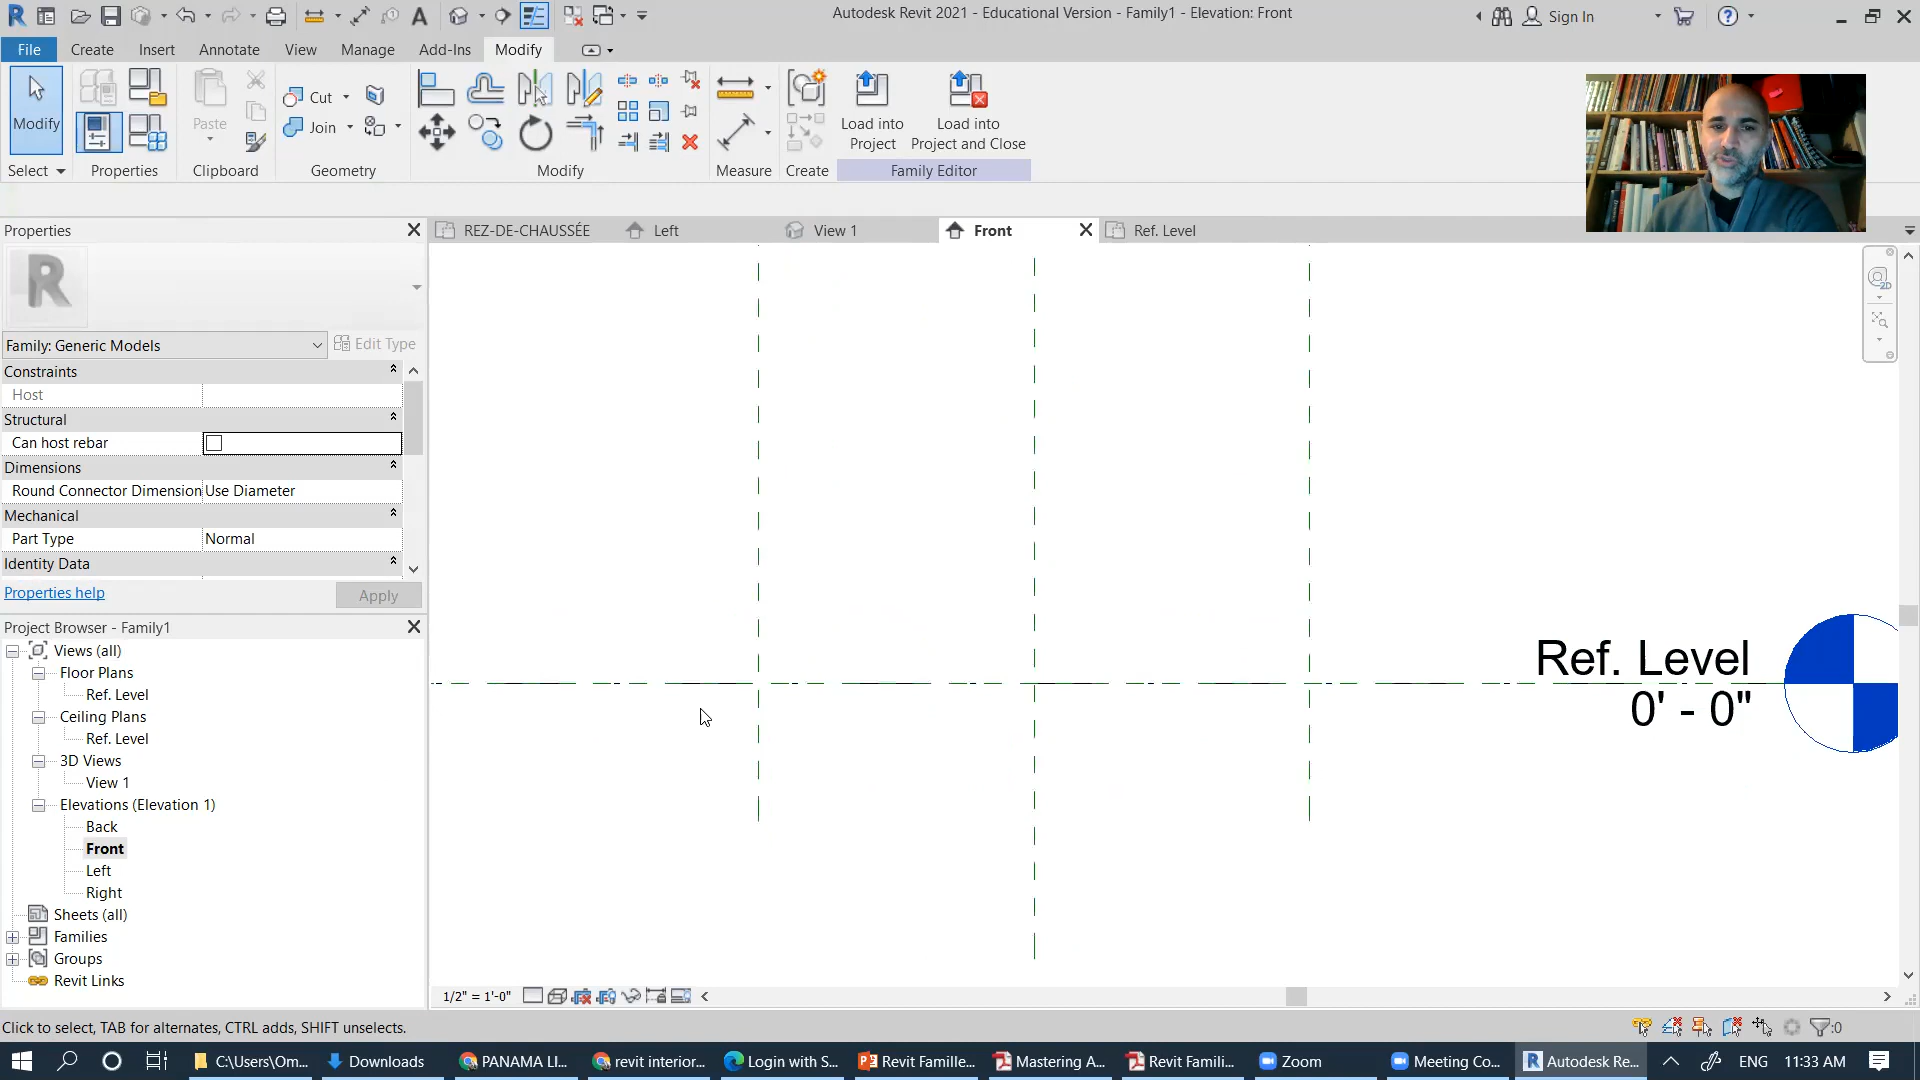 Autodesk Revit 2021 - Educational Version - Family1 - Elevation: Front
Sign In
File Create Insert Annotate View Manage Add-Ins Modify
Modify
Paste
Cut
Join
Load into Project
Load into Project and Close
Select Properties Clipboard Geometry Modify Measure Create Family Editor
Properties
REZ-DE-CHAUSSÉE Left View 1 Front Ref. Level
2D
R
Family: Generic Models Edit Type
Constraints
Host
Structural
Can host rebar
Dimensions
Round Connector Dimension Use Diameter
Mechanical
Part Type Normal
Identity Data
Properties help Apply
Project Browser - Family1
Views (all)
Floor Plans
Ref. Level
Ceiling Plans
Ref. Level
3D Views
View 1
Elevations (Elevation 1)
Back
Front
Left
Right
Sheets (all)
Families
Groups
Revit Links
Ref. Level
0' - 0"
1/2" = 1'-0"
Click to select, TAB for alternates, CTRL adds, SHIFT unselects.
:0
C:\Users\Om... Downloads PANAMA LI... revit interior... Login with S... Revit Famille... Mastering A... Revit Famili... Zoom Meeting Co... Autodesk Re... ENG 11:33 AM